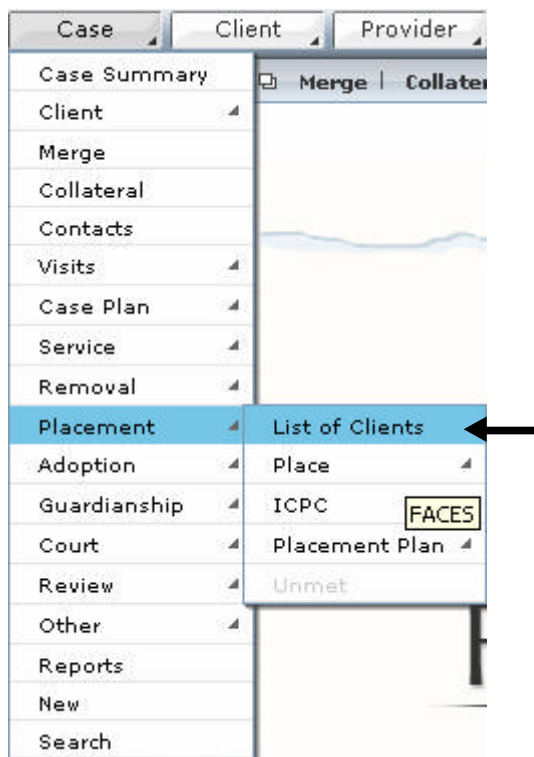 Case Client Provider
Case Summary
Merge | Collater
Client
Merge
Collateral
Contacts
Visits
Case Plan
Service
Removal
Placement
List of Clients
Adoption
Place
Guardianship
ICPC
FACES
Court
Placement Plan
Review
Unmet
Other
Reports
New
Search